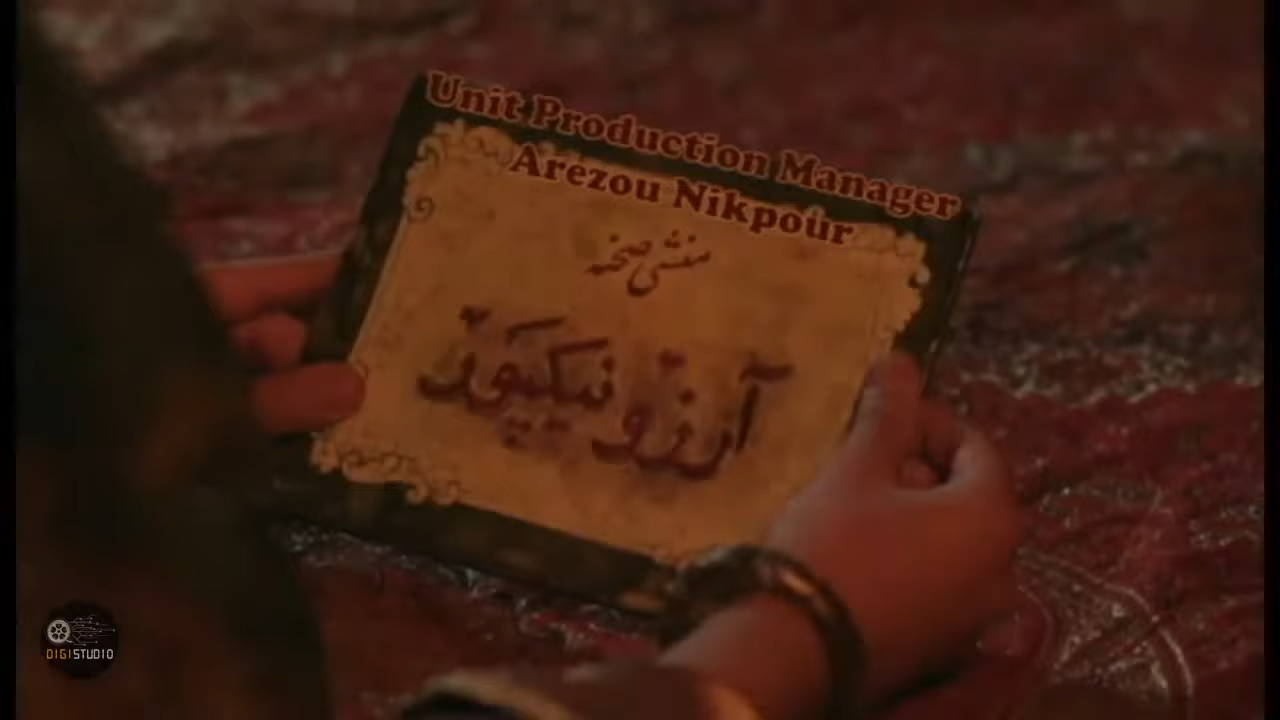 Unit Production Manager
Arezou Nikpour
منشی صحنه
آرزو نیکپور
DIGISTUDIO